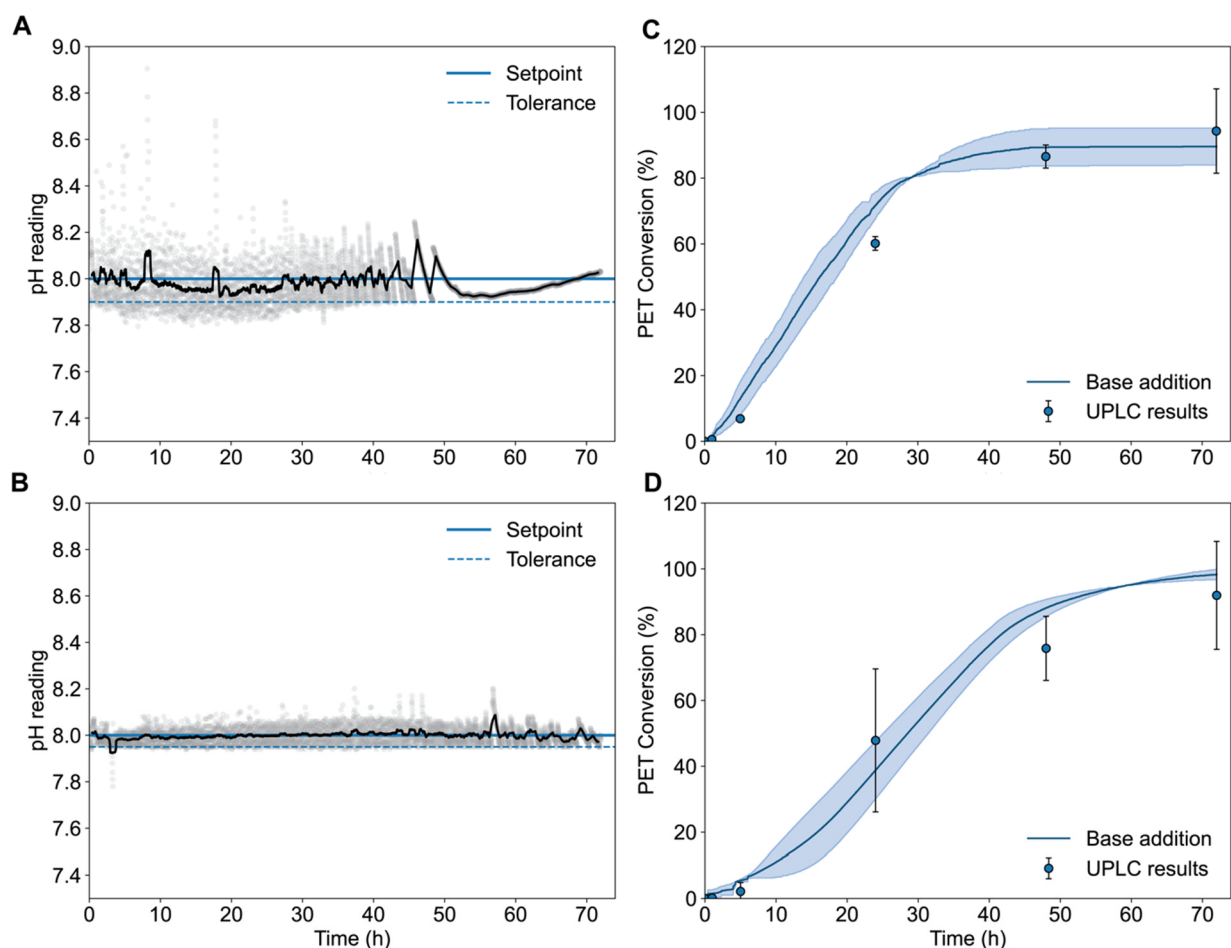 A
9.0
8.8
8.6
8.4
8.2
8.0
7.8
7.6
7.4
pH reading
Setpoint
Tolerance
0 10 20 30 40 50 60 70
C
120
100
80
60
40
20
0
PET Conversion (%)
Base addition
UPLC results
0 10 20 30 40 50 60 70
B
9.0
8.8
8.6
8.4
8.2
8.0
7.8
7.6
7.4
pH reading
Setpoint
Tolerance
0 10 20 30 40 50 60 70
Time (h)
D
120
100
80
60
40
20
0
PET Conversion (%)
Base addition
UPLC results
0 10 20 30 40 50 60 70
Time (h)